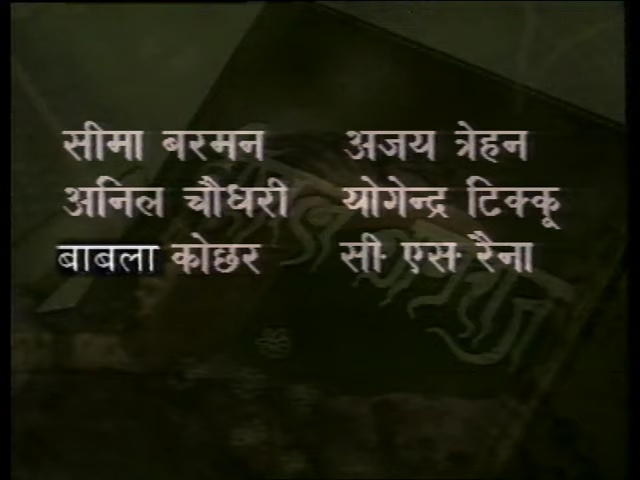 सीमा बरमन अजय त्रेहन
अनिल चौधरी योगेन्द्र टिक्कू
बाबला कोछर सी एस रैना